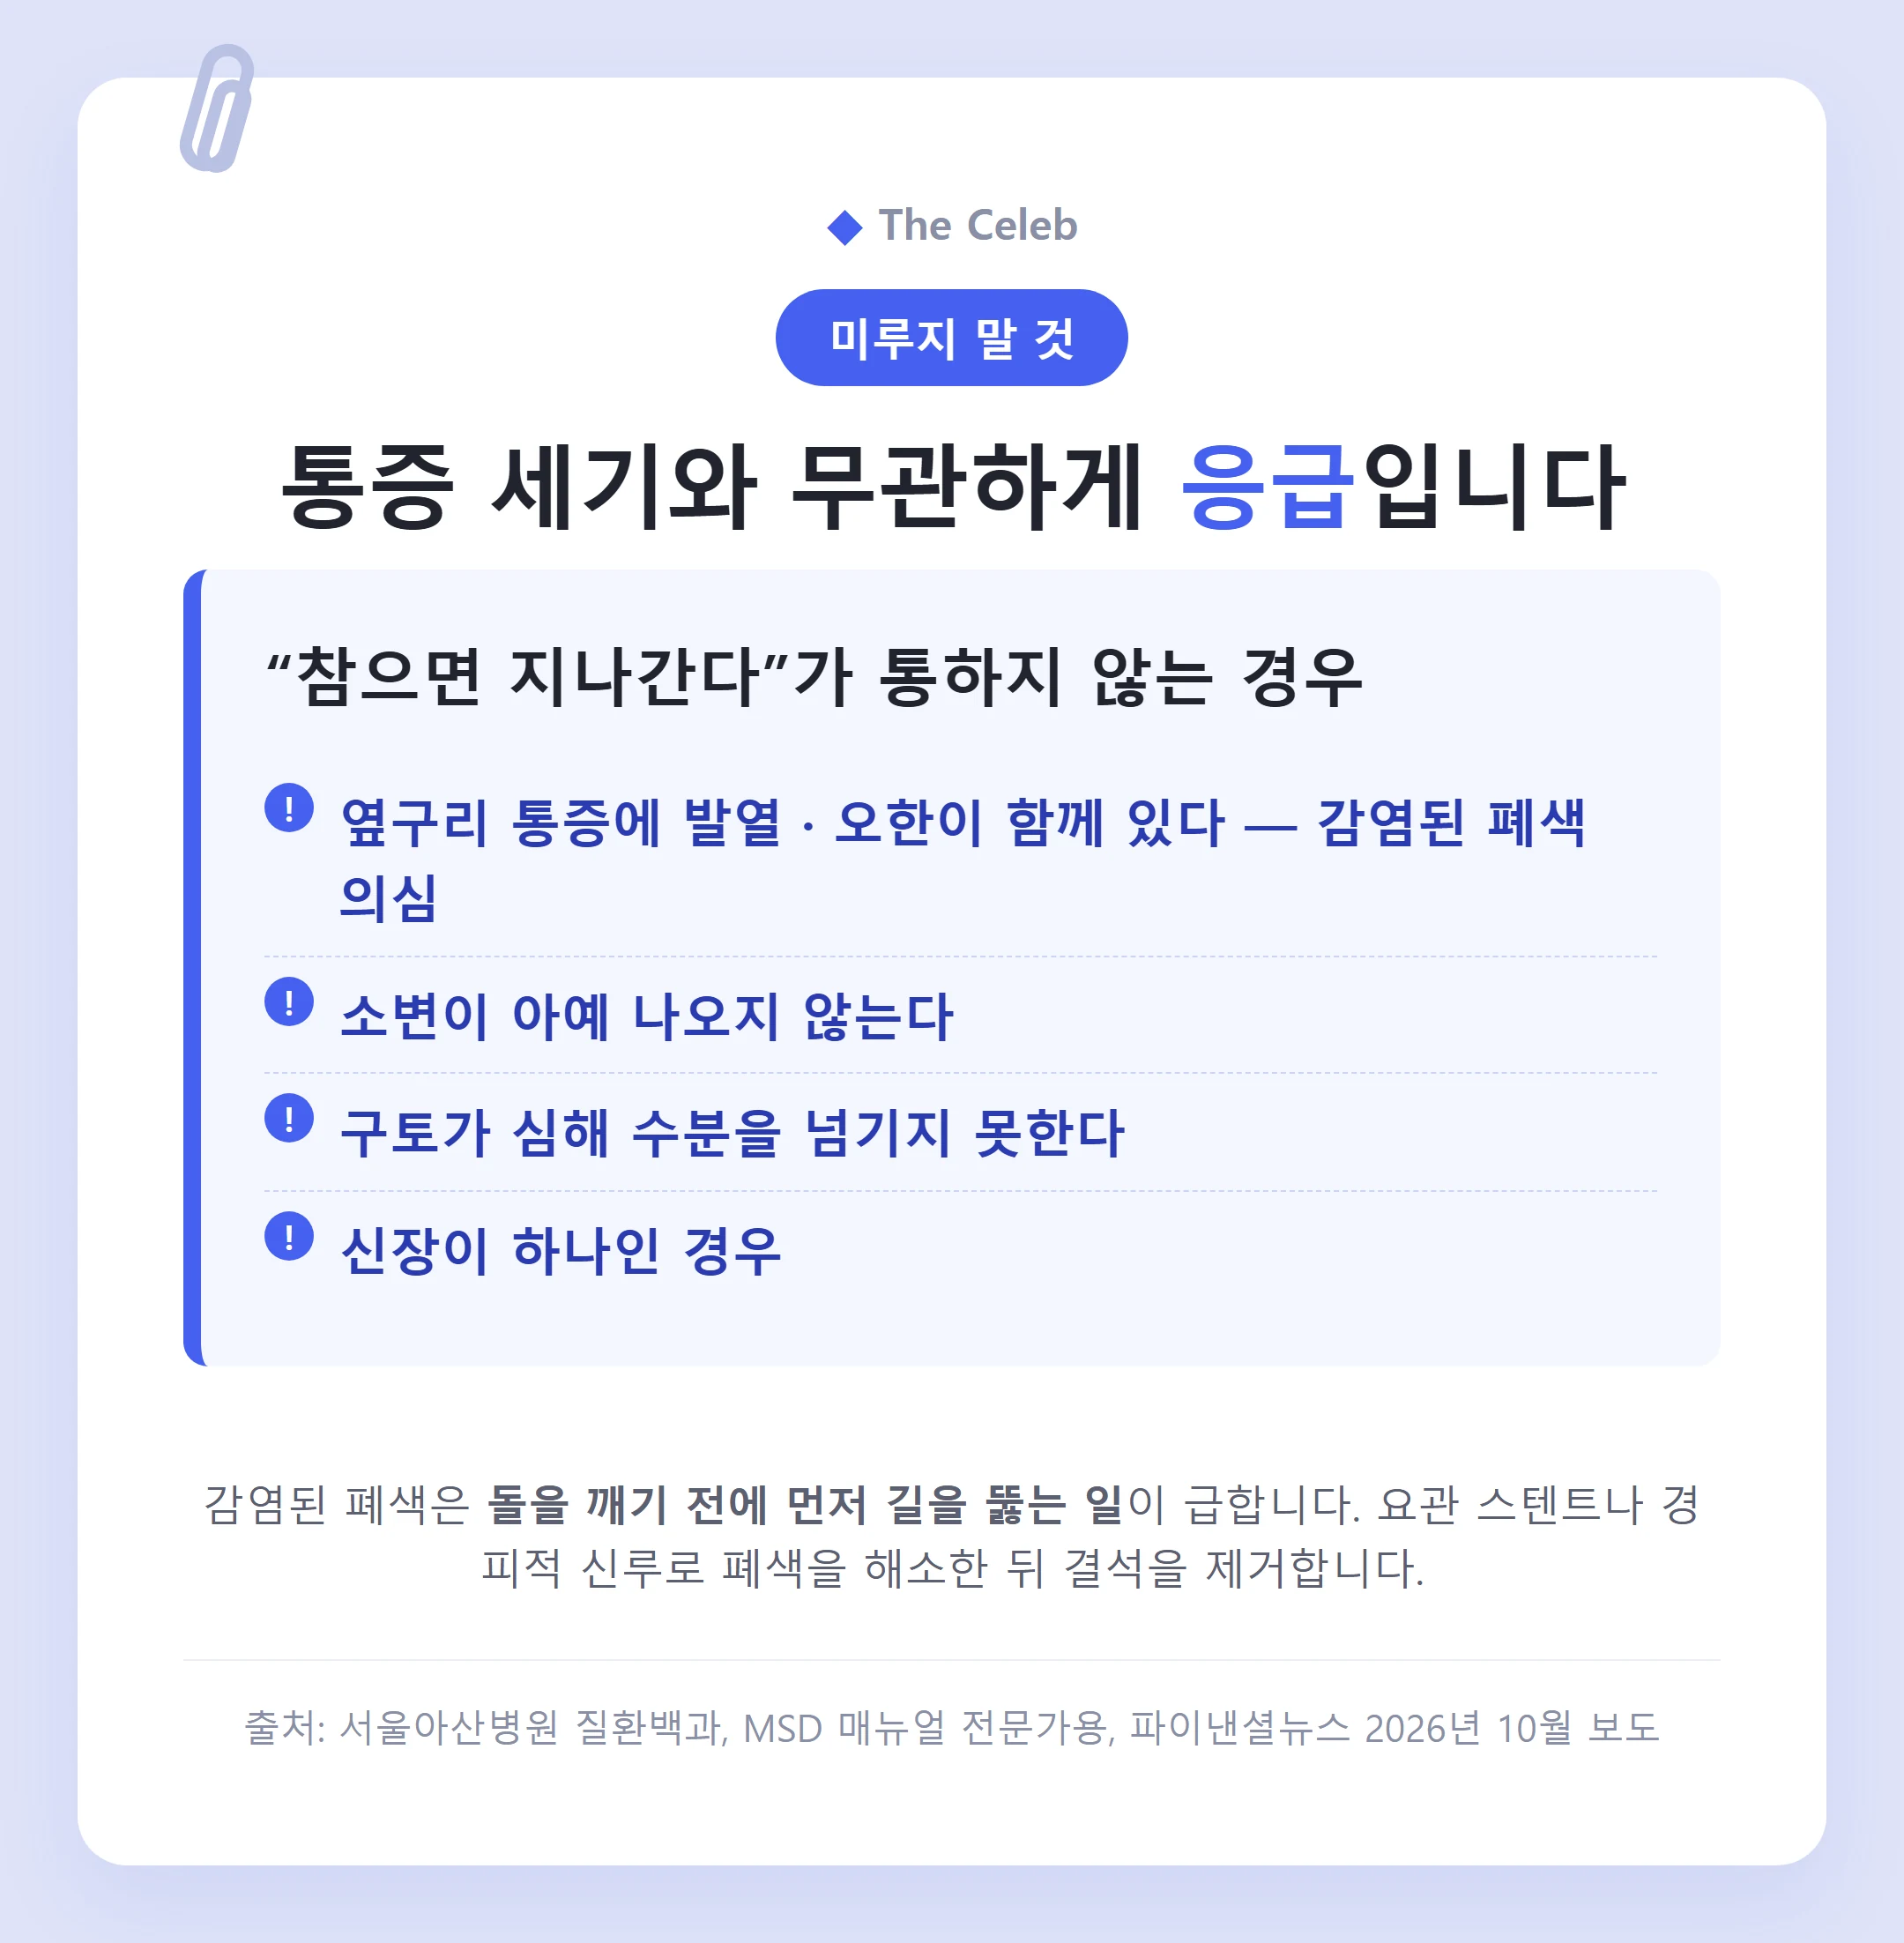 ◆ The Celeb
미루지 말 것
통증 세기와 무관하게 응급입니다
“참으면 지나간다”가 통하지 않는 경우
! 옆구리 통증에 발열 · 오한이 함께 있다 — 감염된 폐색
의심
! 소변이 아예 나오지 않는다
! 구토가 심해 수분을 넘기지 못한다
! 신장이 하나인 경우
감염된 폐색은 돌을 깨기 전에 먼저 길을 뚫는 일이 급합니다. 요관 스텐트나 경
피적 신루로 폐색을 해소한 뒤 결석을 제거합니다.
출처: 서울아산병원 질환백과, MSD 매뉴얼 전문가용, 파이낸셜뉴스 2026년 10월 보도